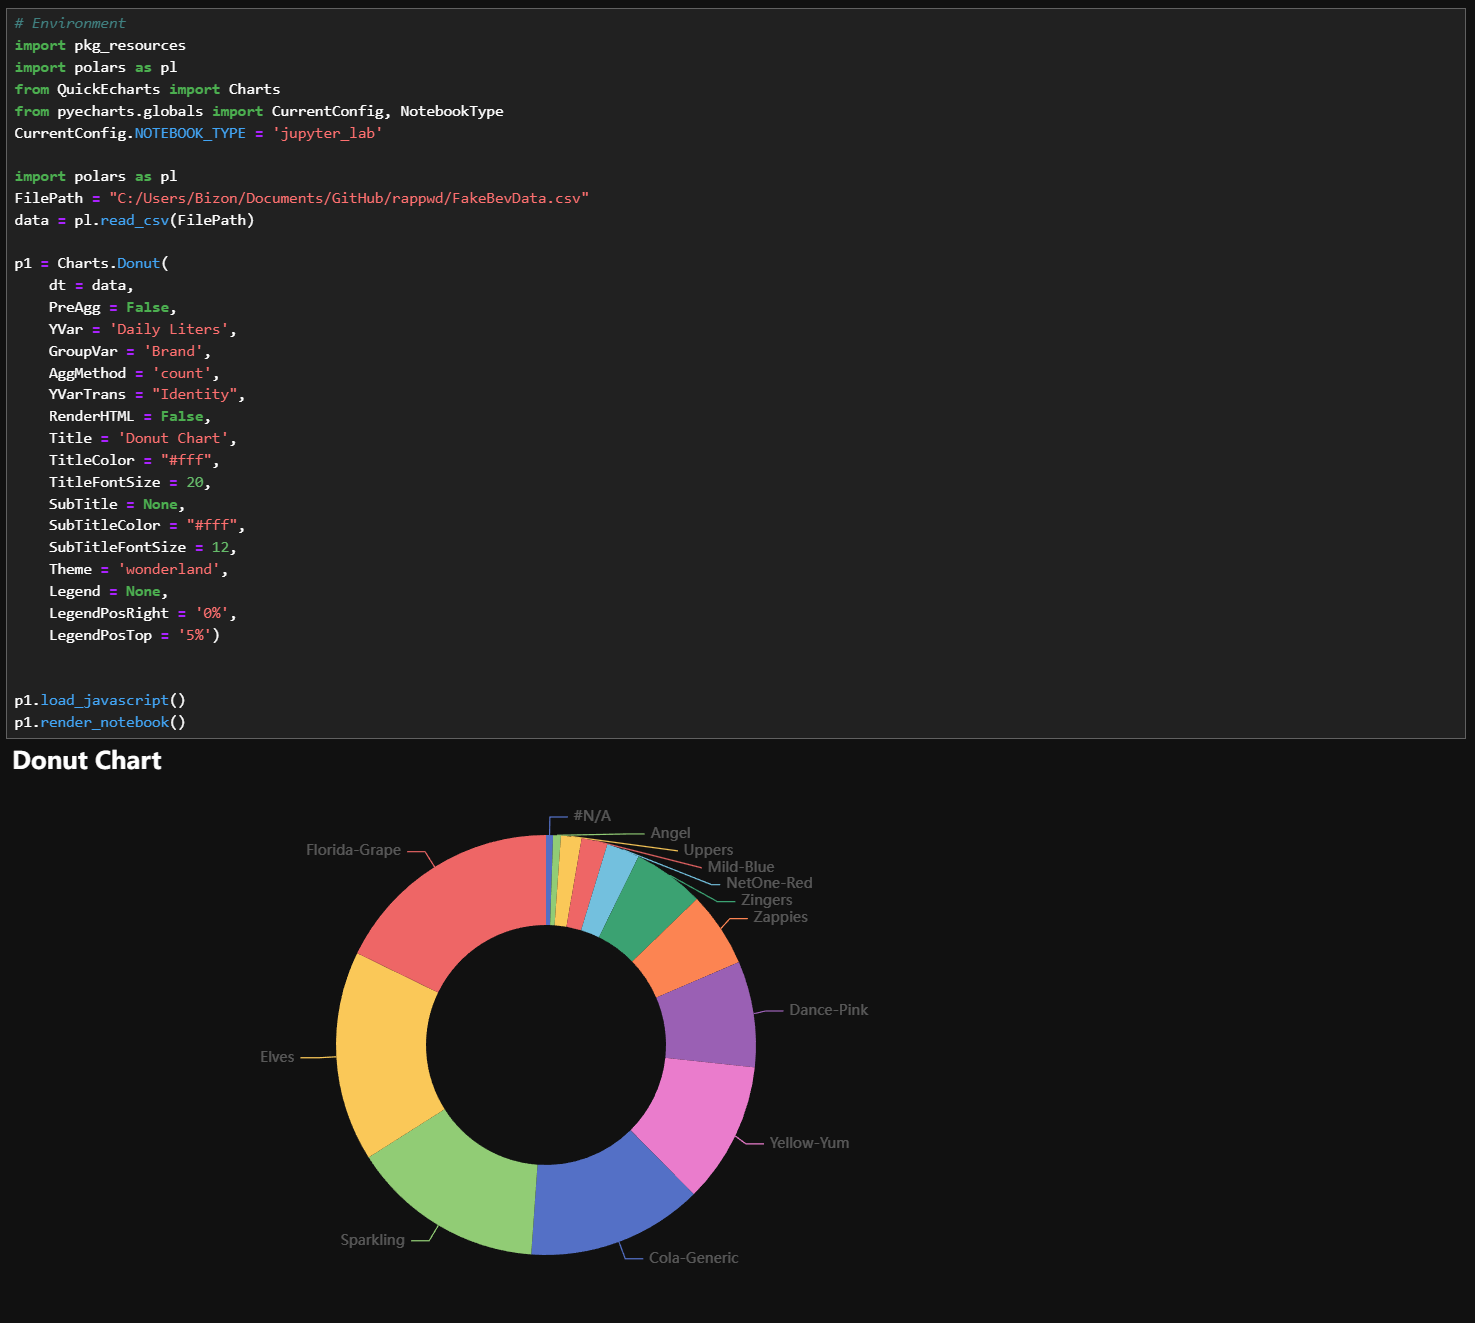 # Environment
import pkg_resources
import polars as pl
from QuickEcharts import Charts
from pyecharts.globals import CurrentConfig, NotebookType
CurrentConfig.NOTEBOOK_TYPE = 'jupyter_lab'
import polars as pl
FilePath = "C:/Users/Bizon/Documents/GitHub/rappwd/FakeBevData.csv"
data = pl.read_csv(FilePath)
p1 = Charts.Donut(
    dt = data,
    PreAgg = False,
    YVar = 'Daily Liters',
    GroupVar = 'Brand',
    AggMethod = 'count',
    YVarTrans = "Identity",
    RenderHTML = False,
    Title = 'Donut Chart',
    TitleColor = "#fff",
    TitleFontSize = 20,
    SubTitle = None,
    SubTitleColor = "#fff",
    SubTitleFontSize = 12,
    Theme = 'wonderland',
    Legend = None,
    LegendPosRight = '0%',
    LegendPosTop = '5%')
p1.load_javascript()
p1.render_notebook()
Donut Chart
#N/A
Angel
Uppers
Florida-Grape
Mild-Blue
NetOne-Red
Zingers
Zappies
Dance-Pink
Elves
Yellow-Yum
Sparkling
Cola-Generic